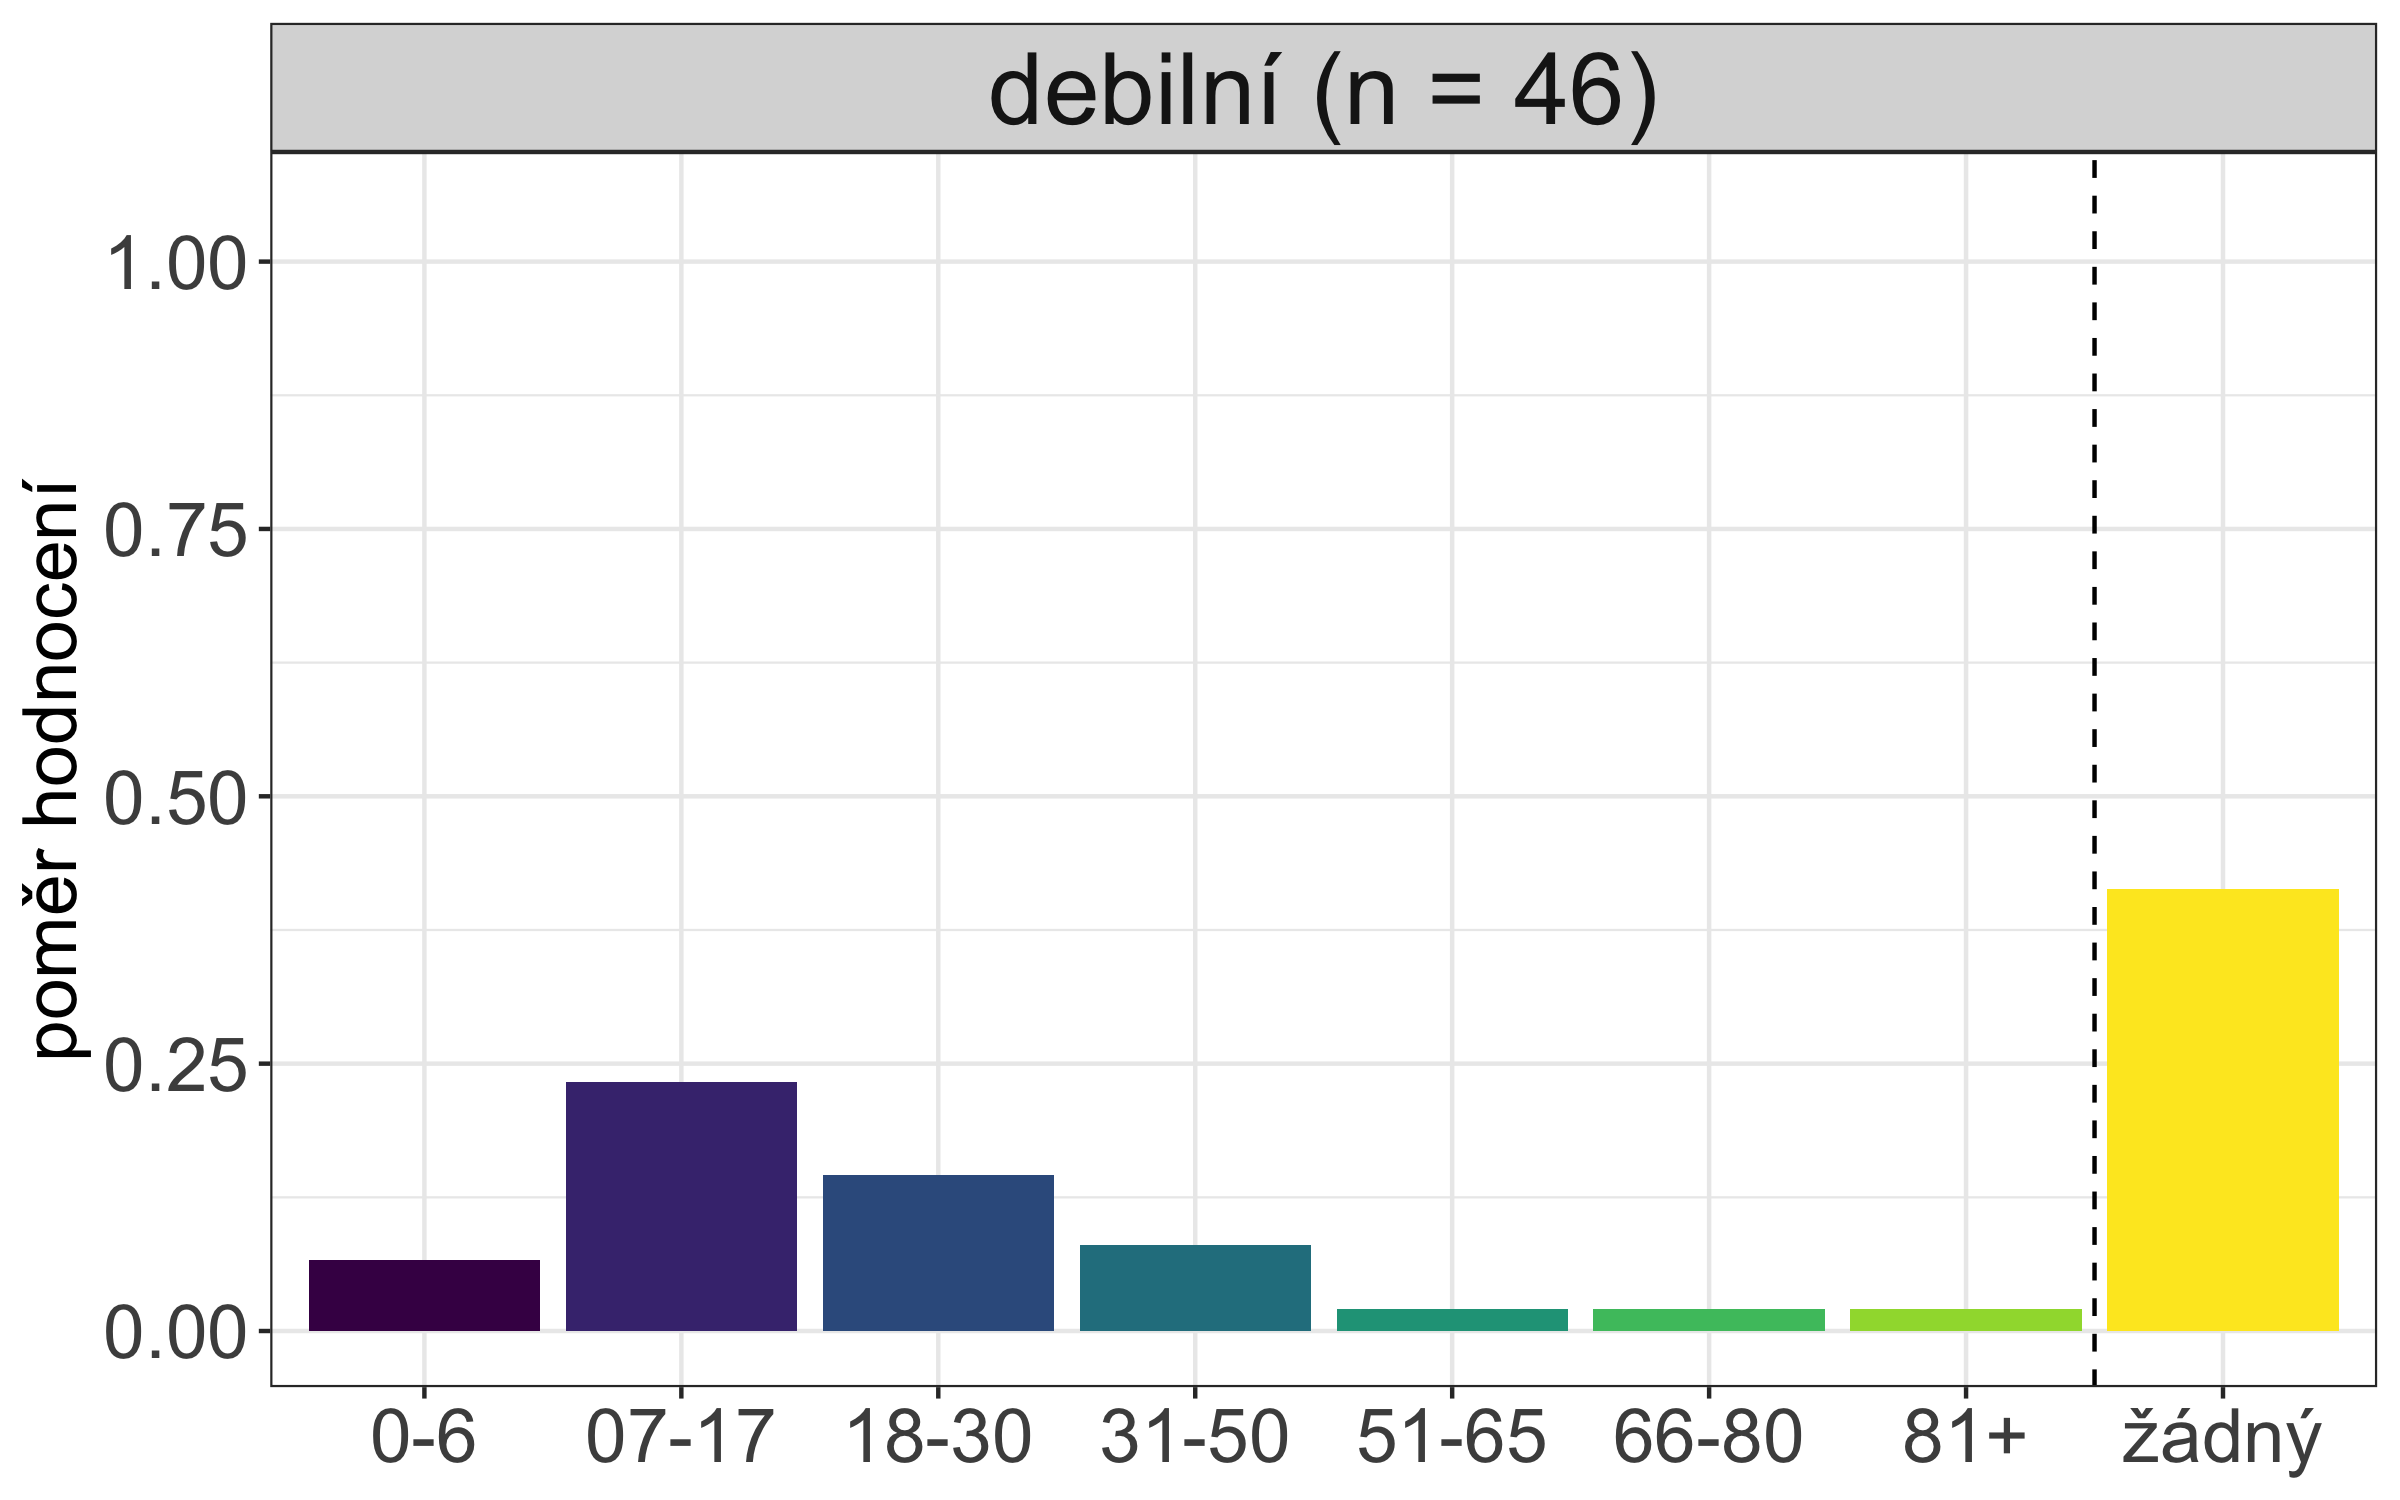 debilní (n = 46)
poměr hodnocení
1.00
0.75
0.50
0.25
0.00
0-6 07-17 18-30 31-50 51-65 66-80 81+ žádný